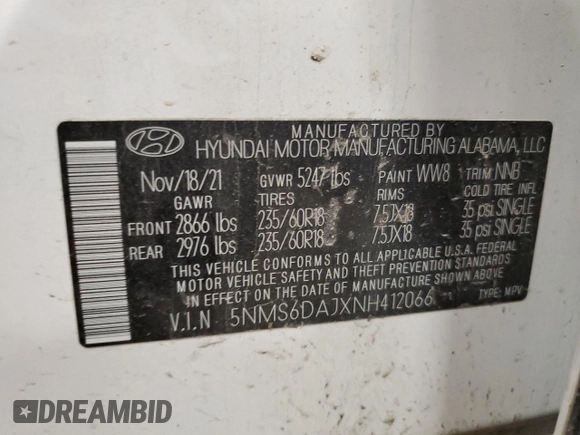 MANUFACTURED BY
HYUNDAI MOTOR MANUFACTURING ALABAMA, LLC
Nov/18/21 GVWR 5247 lbs PAINT WW8 TRIM NNB
GAWR TIRES RIMS COLD TIRE INFL
FRONT 2866 lbs 235/60R18 7.5JX18 35 psi SINGLE
REAR 2976 lbs 235/60R18 7.5JX18 35 psi SINGLE
THIS VEHICLE CONFORMS TO ALL APPLICABLE U.S.A. FEDERAL
MOTOR VEHICLE SAFETY AND THEFT PREVENTION STANDARDS
IN EFFECT ON THE DATE OF MANUFACTURE SHOWN ABOVE.
V.I.N 5NMS6DAJXNH412066 TYPE: MPV
DREAMBID